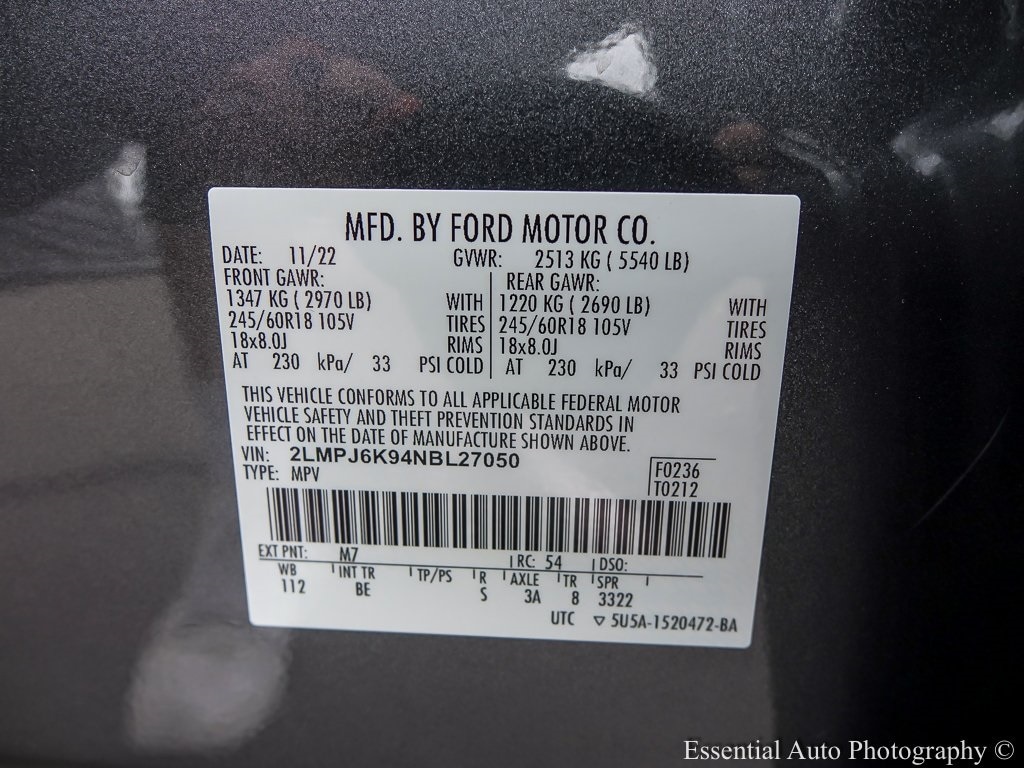 MFD. BY FORD MOTOR CO.
DATE: 11/22 GVWR: 2513 KG ( 5540 LB)
FRONT GAWR: REAR GAWR:
1347 KG ( 2970 LB) WITH 1220 KG ( 2690 LB) WITH
245/60R18 105V TIRES 245/60R18 105V TIRES
18x8.0J RIMS 18x8.0J RIMS
AT 230 kPa/ 33 PSI COLD AT 230 kPa/ 33 PSI COLD
THIS VEHICLE CONFORMS TO ALL APPLICABLE FEDERAL MOTOR
VEHICLE SAFETY AND THEFT PREVENTION STANDARDS IN
EFFECT ON THE DATE OF MANUFACTURE SHOWN ABOVE.
VIN: 2LMPJ6K94NBL27050 F0236
TYPE: MPV T0212
EXT PNT: M7 RC: 54 DSO:
WB INT TR TP/PS R AXLE TR SPR
112 BE S 3A 8 3322
UTC ▽ 5U5A-1520472-BA
Essential Auto Photography ©